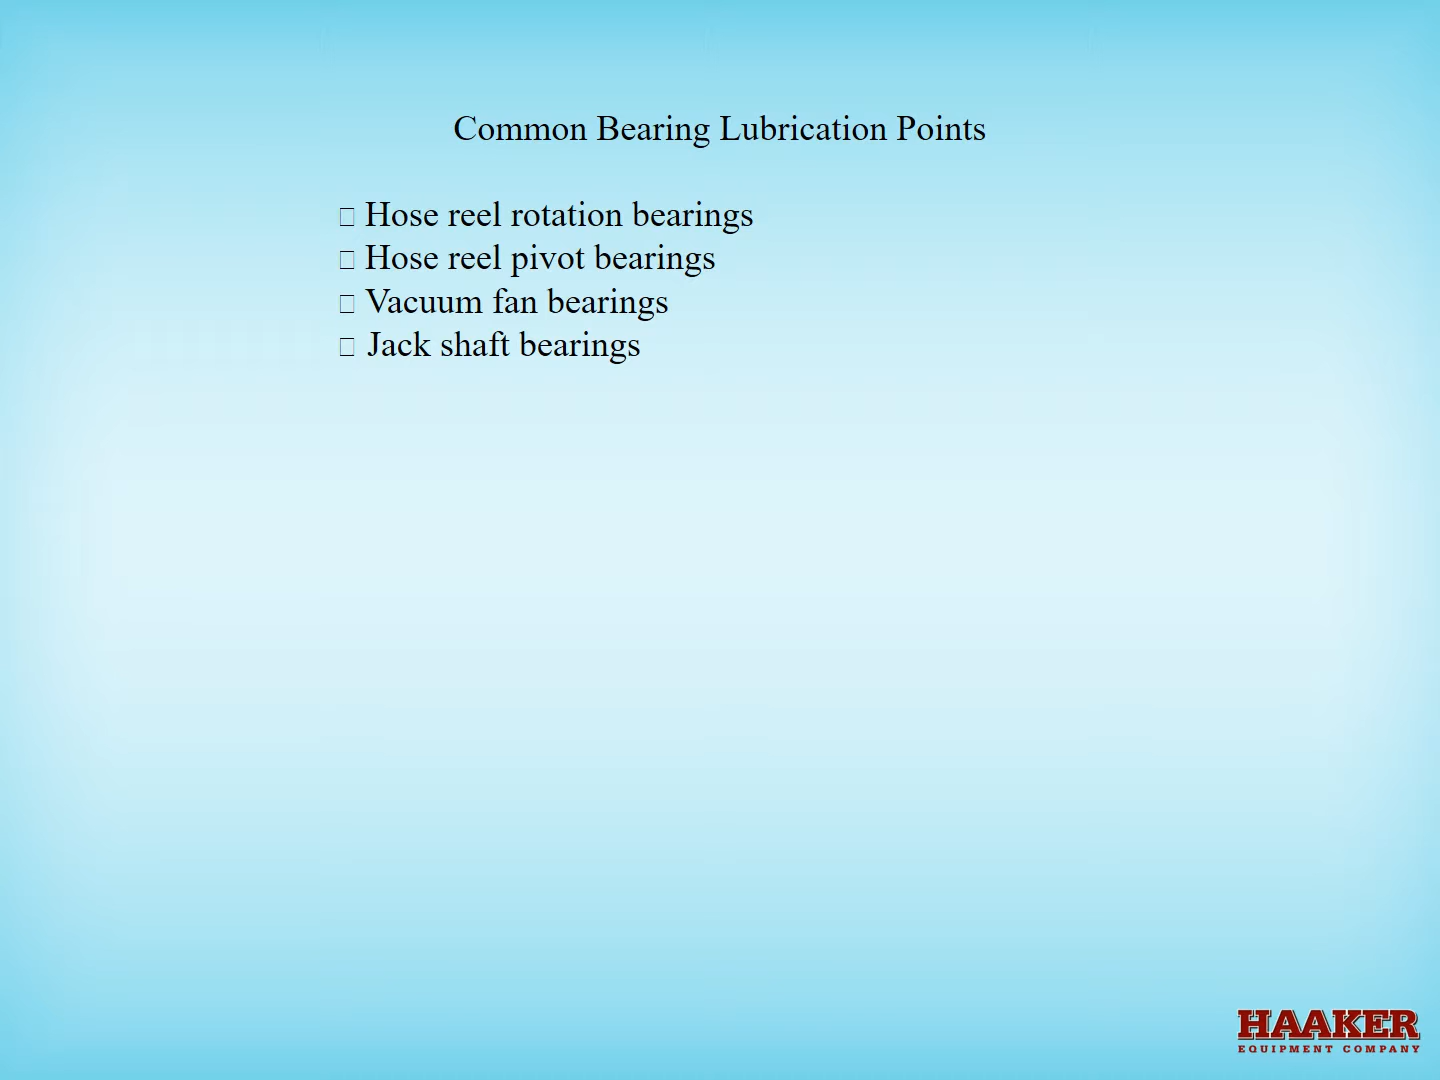 Common Bearing Lubrication Points
□ Hose reel rotation bearings
□ Hose reel pivot bearings
□ Vacuum fan bearings
□ Jack shaft bearings
HAAKER
EQUIPMENT COMPANY